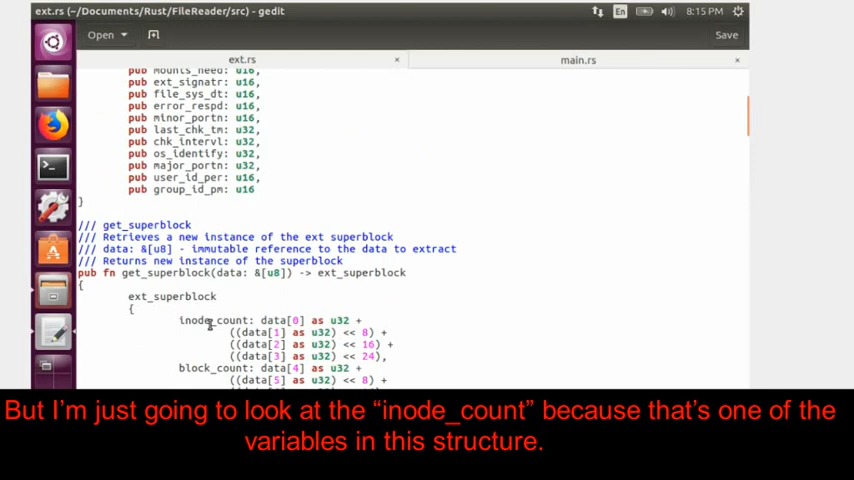 ext.rs (~/Documents/Rust/FileReader/src) - gedit
En
8:15 PM
Open
Save
ext.rs
×
main.rs
×
pub mounts_need: u16,
pub ext_signatr: u16,
pub file_sys_dt: u16,
pub error_respd: u16,
pub minor_portn: u16,
pub last_chk_tm: u32,
pub chk_intervl: u32,
pub os_identify: u32,
pub major_portn: u32,
pub user_id_per: u16,
pub group_id_pm: u16
}
/// get_superblock
/// Retrieves a new instance of the ext superblock
/// data: &[u8] - immutable reference to the data to extract
/// Returns new instance of the superblock
pub fn get_superblock(data: &[u8]) -> ext_superblock
{
ext_superblock
{
inode_count: data[0] as u32 +
((data[1] as u32) << 8) +
((data[2] as u32) << 16) +
((data[3] as u32) << 24),
block_count: data[4] as u32 +
((data[5] as u32) << 8) +
But I'm just going to look at the “inode_count” because that's one of the
variables in this structure.